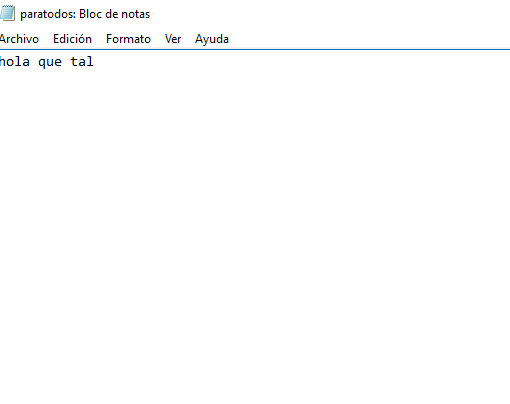 paratodos: Bloc de notas
Archivo Edición Formato Ver Ayuda
hola que tal